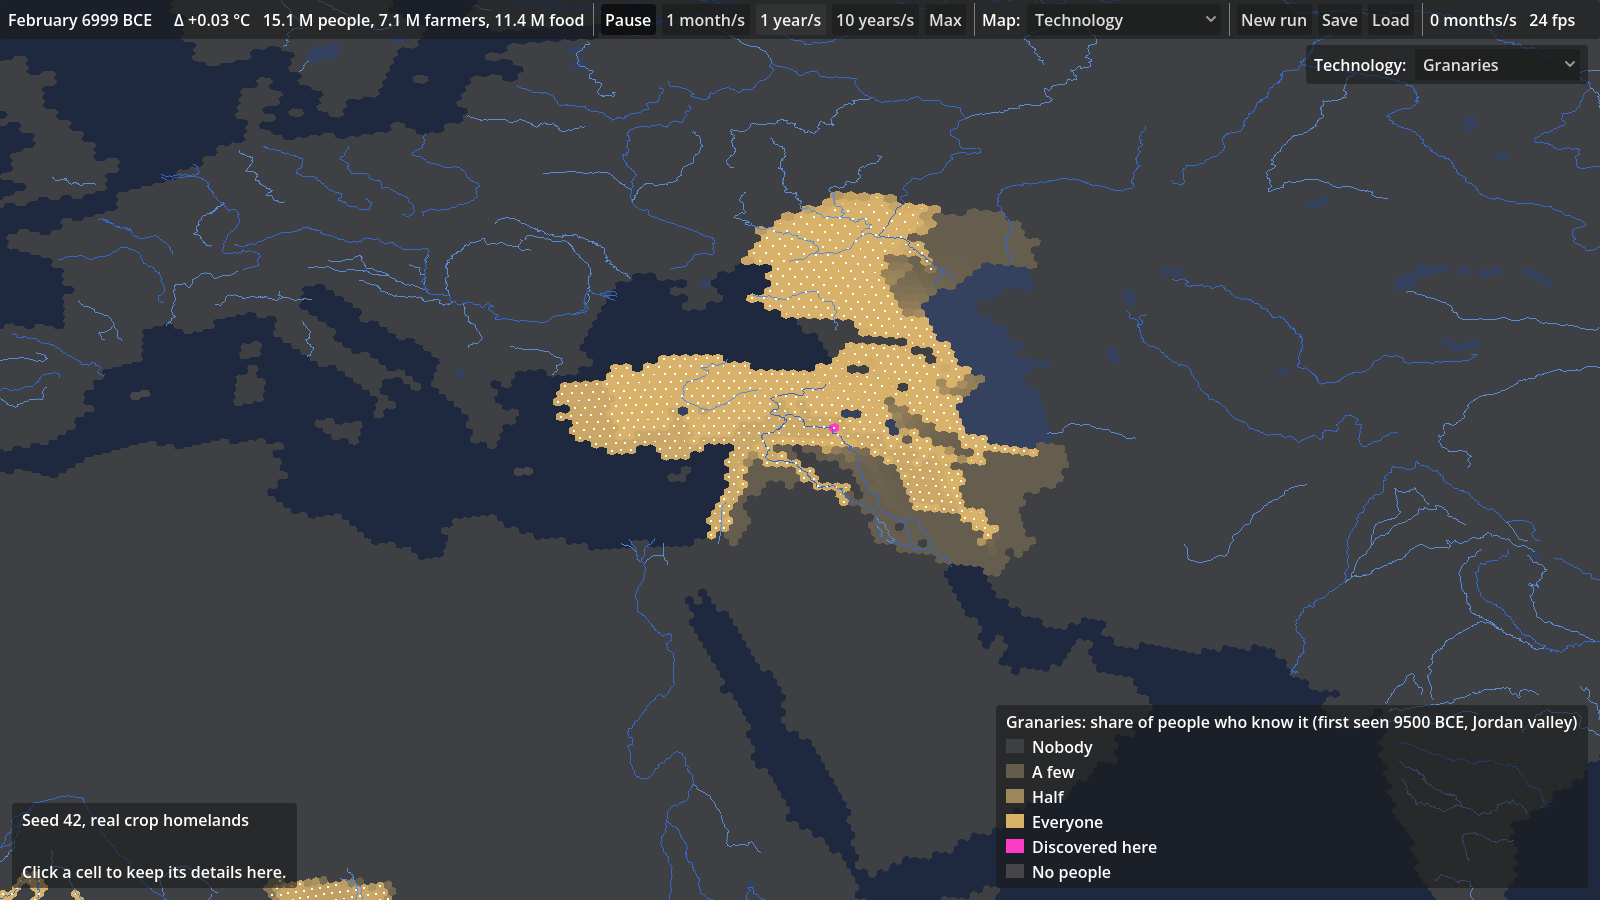 February 6999 BCE Δ +0.03 °C 15.1 M people, 7.1 M farmers, 11.4 M food Pause 1 month/s 1 year/s 10 years/s Max Map: Technology New run Save Load 0 months/s 24 fps
Technology: Granaries
Granaries: share of people who know it (first seen 9500 BCE, Jordan valley)
Nobody
A few
Half
Everyone
Discovered here
No people
Seed 42, real crop homelands
Click a cell to keep its details here.